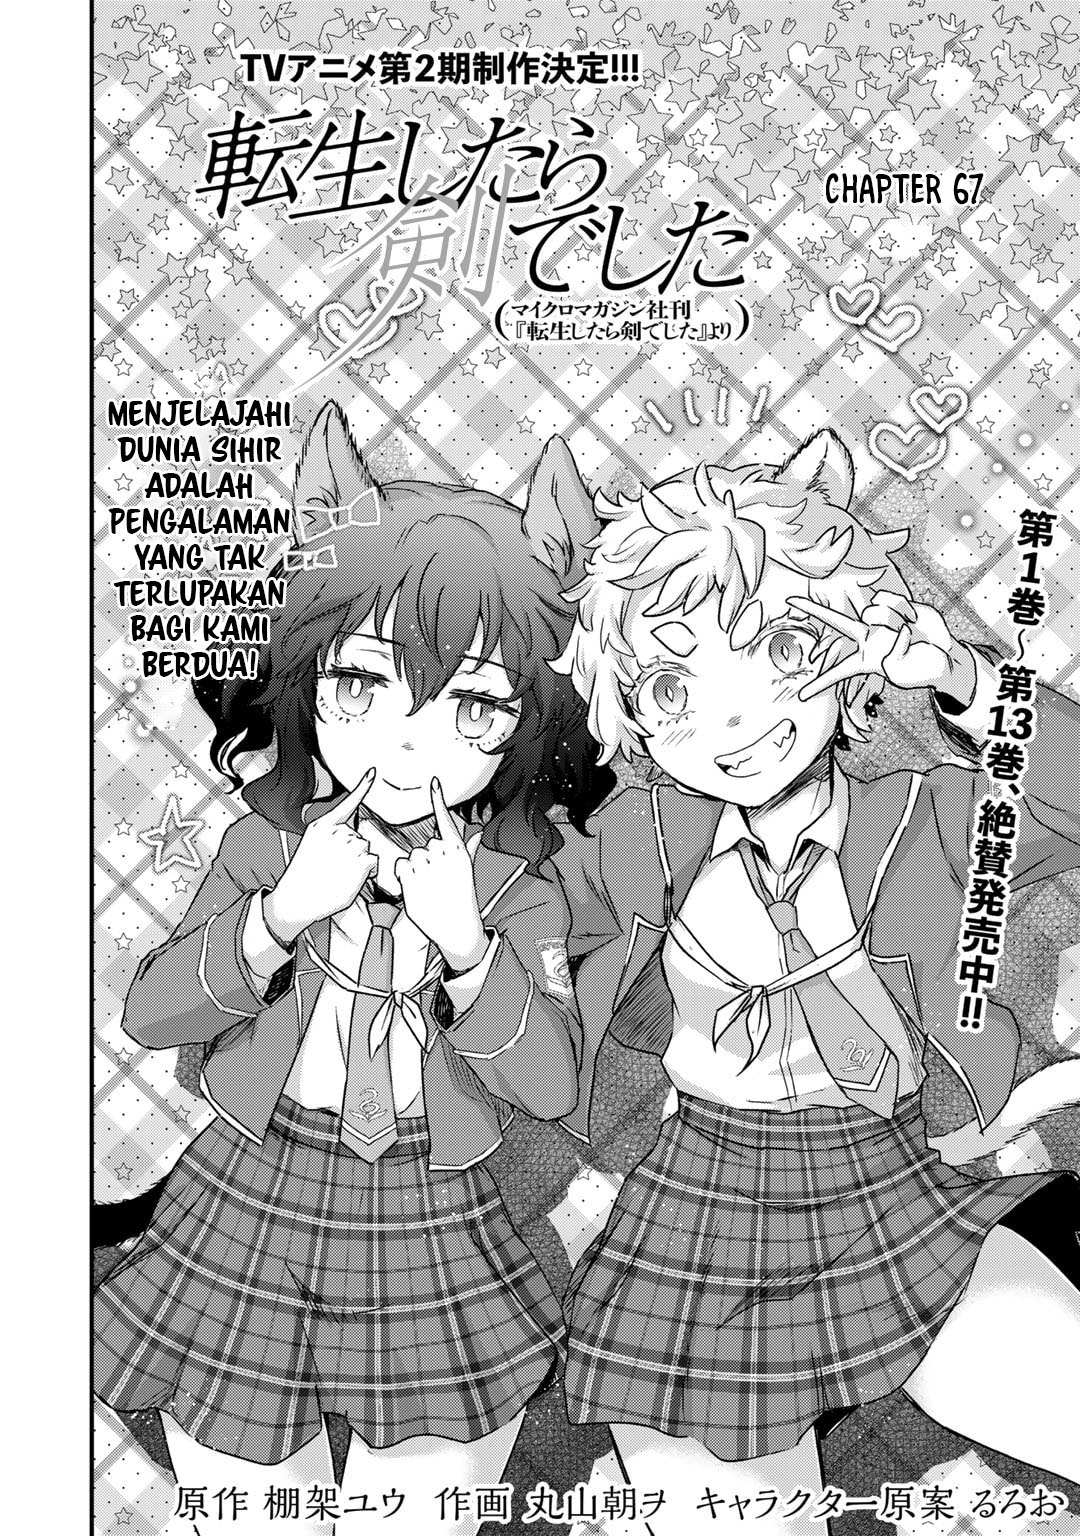 TVアニメ第2期制作決定!!!
転生したら
剣でした
(マイクロマガジン社刊
『転生したら剣でした』より)
CHAPTER 67
MENJELAJAHI
DUNIA SIHIR
ADALAH
PENGALAMAN
YANG TAK
TERLUPAKAN
BAGI KAMI
BERDUA!
第1巻〜第13巻、絶賛発売中!!
原作 棚架ユウ 作画 丸山朝ヲ キャラクター原案 るろお